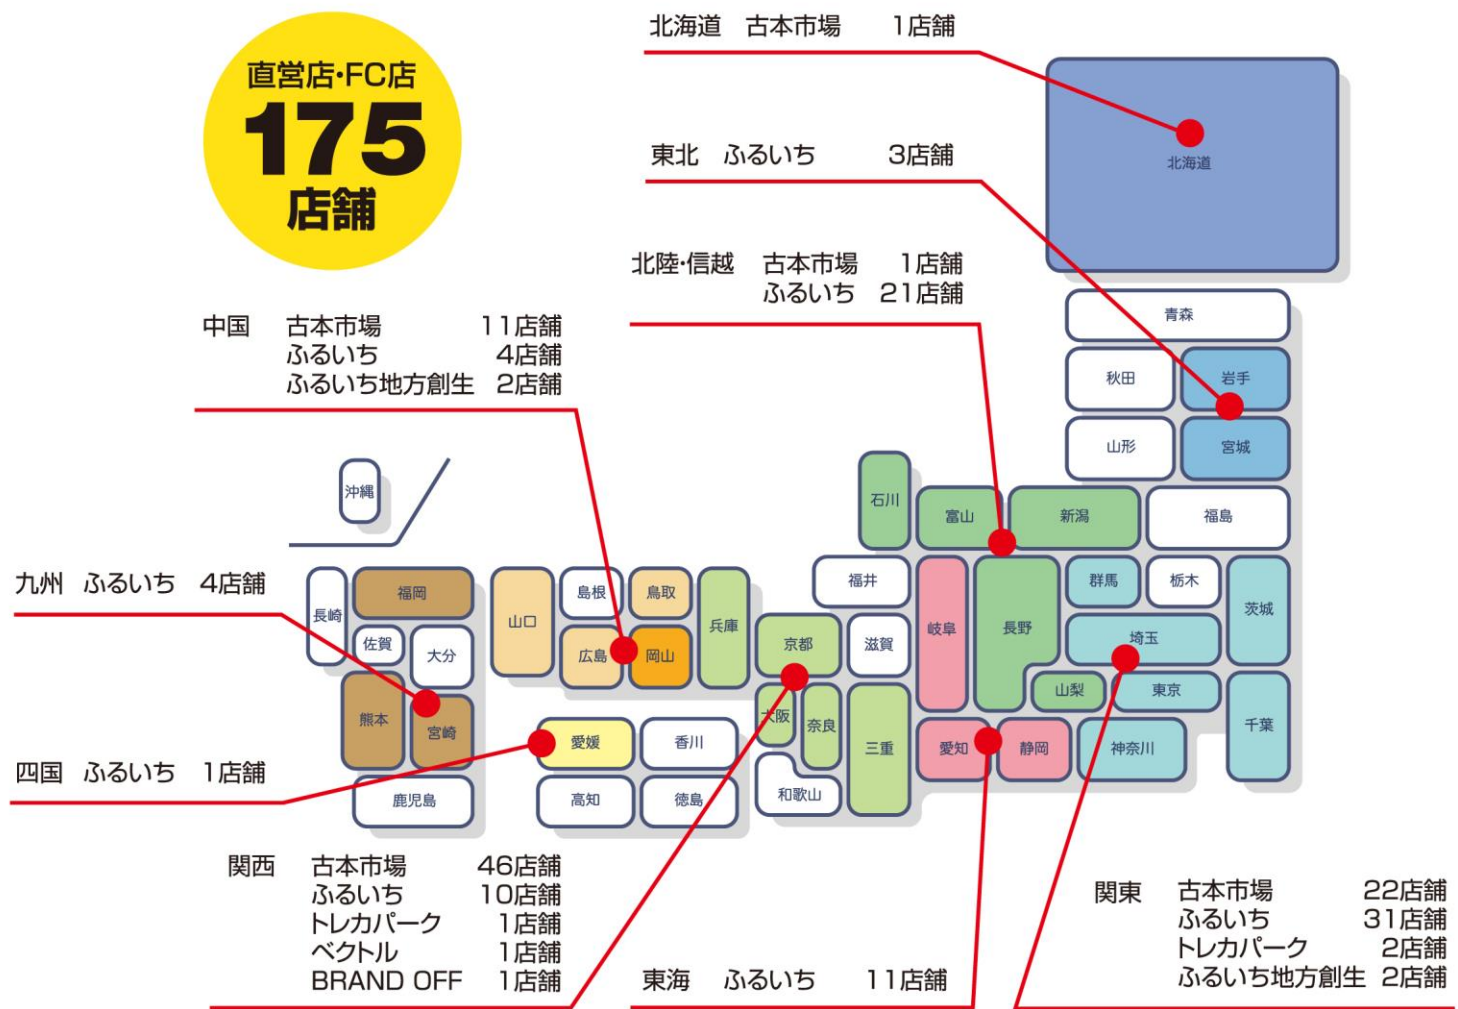 直営店・FC店
175
店舗
北海道 古本市場 1店舗
東北 ふるいち 3店舗
北陸・信越 古本市場 1店舗
ふるいち 21店舗
中国 古本市場 11店舗
ふるいち 4店舗
ふるいち地方創生 2店舗
九州 ふるいち 4店舗
四国 ふるいち 1店舗
関西 古本市場 46店舗
ふるいち 10店舗
トレカパーク 1店舗
ベクトル 1店舗
BRAND OFF 1店舗
東海 ふるいち 11店舗
関東 古本市場 22店舗
ふるいち 31店舗
トレカパーク 2店舗
ふるいち地方創生 2店舗
北海道
青森
秋田
岩手
山形
宮城
石川
富山
新潟
福島
福井
岐阜
長野
群馬
栃木
茨城
滋賀
埼玉
山梨
東京
千葉
愛知
静岡
神奈川
京都
大阪
奈良
三重
和歌山
兵庫
鳥取
島根
岡山
広島
山口
愛媛
香川
高知
徳島
福岡
長崎
佐賀
大分
熊本
宮崎
鹿児島
沖縄